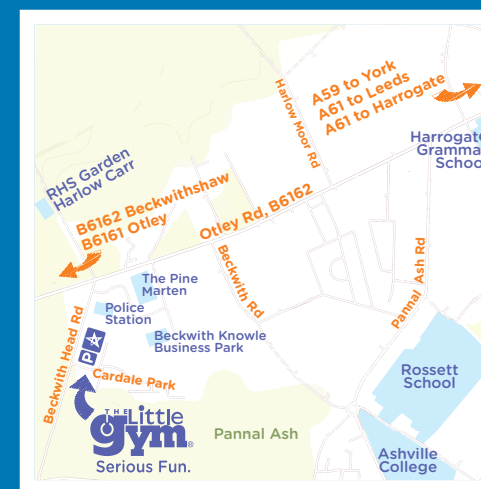 A59 to York
A61 to Leeds
A61 to Harrogate
Harlow Moor Rd
Harrogate
Gramma
Schoo
RHS Garden
Harlow Carr
B6162 Beckwithshaw
B6161 Otley
Otley Rd, B6162
Beckwith Rd
Pannal Ash Rd
The Pine
Marten
Police
Station
Beckwith Head Rd
P
Beckwith Knowle
Business Park
Cardale Park
Rossett
School
THE
Little
gym®
Serious Fun.
Pannal Ash
Ashville
College